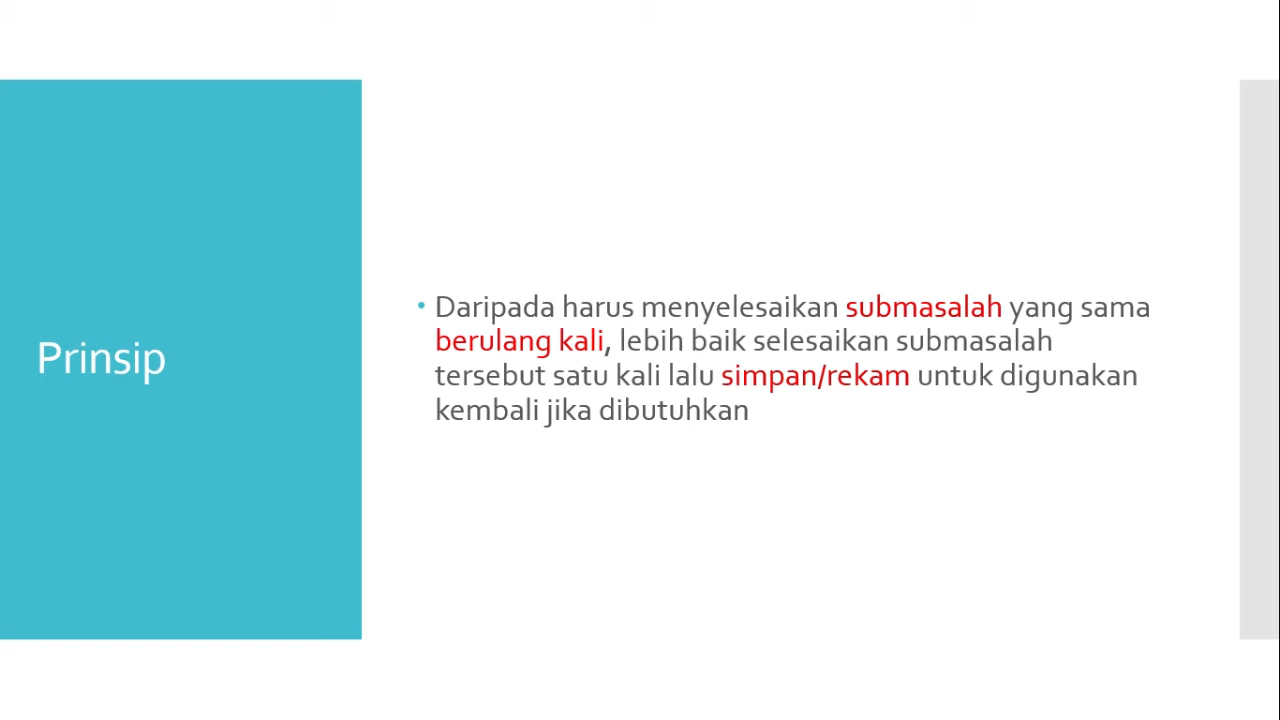 Prinsip
• Daripada harus menyelesaikan submasalah yang sama
berulang kali, lebih baik selesaikan submasalah
tersebut satu kali lalu simpan/rekam untuk digunakan
kembali jika dibutuhkan